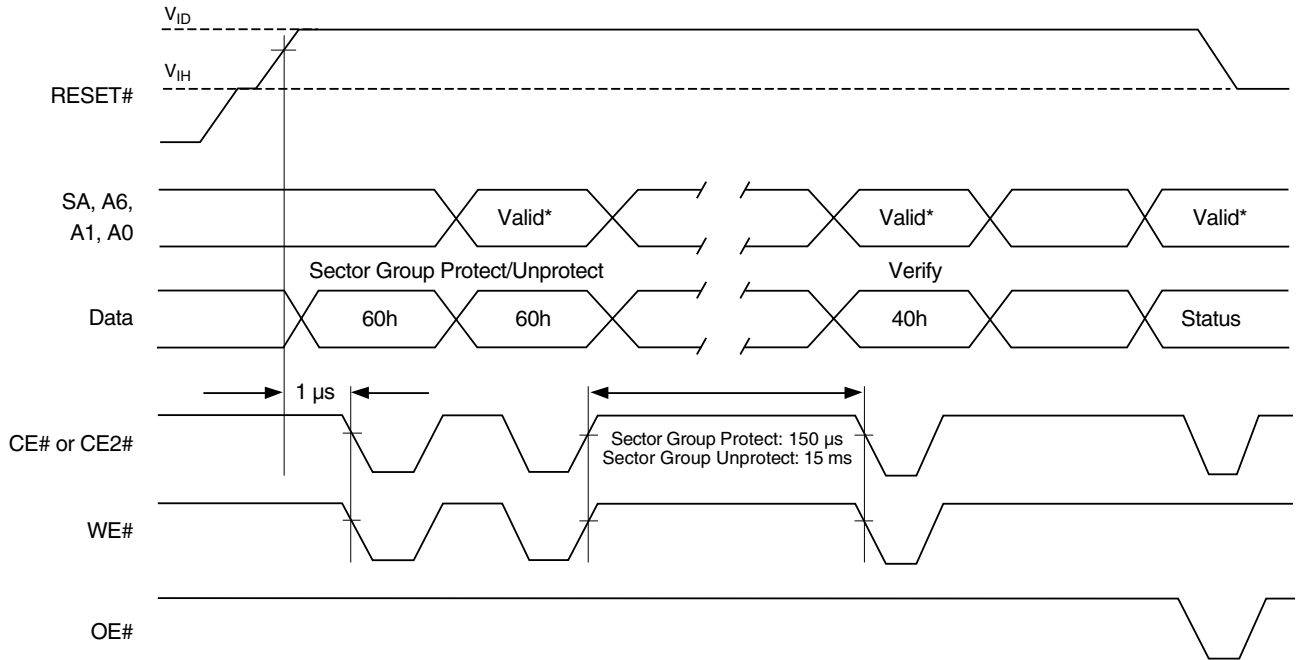 VID
VIH
RESET#
SA, A6,
A1, A0
Valid*
Valid*
Valid*
Sector Group Protect/Unprotect
Verify
Data
60h
60h
40h
Status
1 µs
CE# or CE2#
Sector Group Protect: 150 µs
Sector Group Unprotect: 15 ms
WE#
OE#